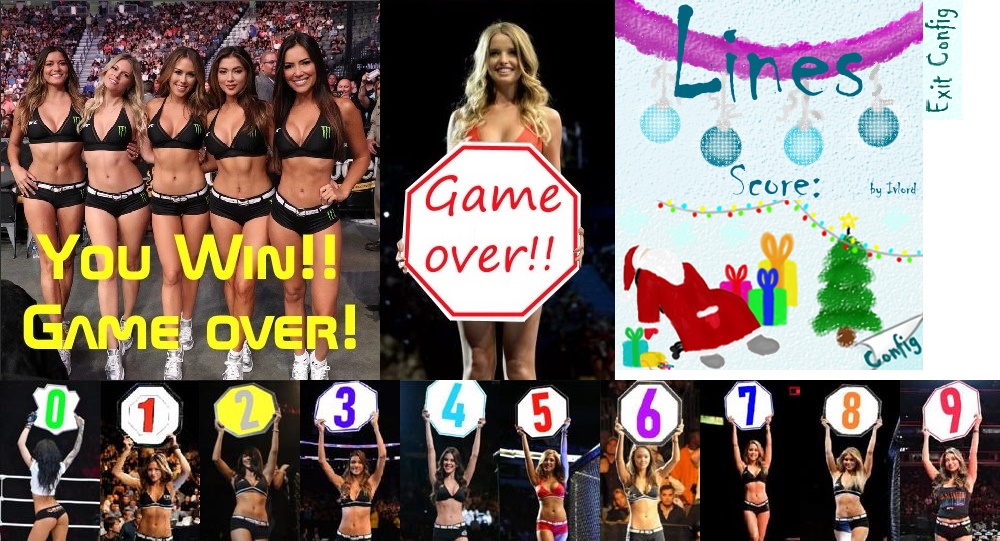 You Win!!
Game over!
Game
over!!
Lines
Score:
by Ivlord
Config
Exit Config
0 1 2 3 4 5 6 7 8 9